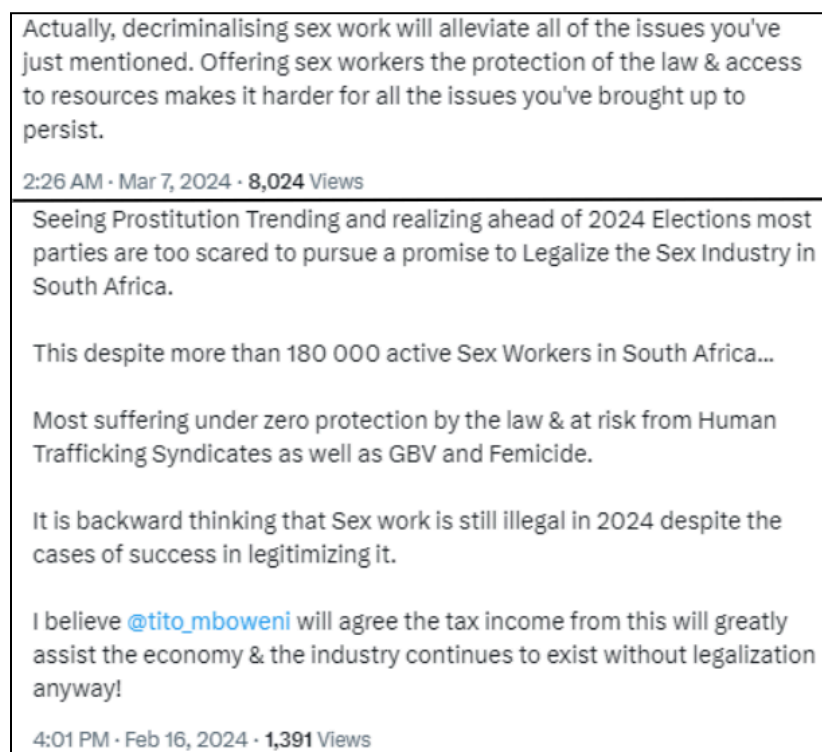 Actually, decriminalising sex work will alleviate all of the issues you've
just mentioned. Offering sex workers the protection of the law & access
to resources makes it harder for all the issues you've brought up to
persist.
2:26 AM · Mar 7, 2024 · 8,024 Views
Seeing Prostitution Trending and realizing ahead of 2024 Elections most
parties are too scared to pursue a promise to Legalize the Sex Industry in
South Africa.
This despite more than 180 000 active Sex Workers in South Africa...
Most suffering under zero protection by the law & at risk from Human
Trafficking Syndicates as well as GBV and Femicide.
It is backward thinking that Sex work is still illegal in 2024 despite the
cases of success in legitimizing it.
I believe @tito_mboweni will agree the tax income from this will greatly
assist the economy & the industry continues to exist without legalization
anyway!
4:01 PM · Feb 16, 2024 · 1,391 Views